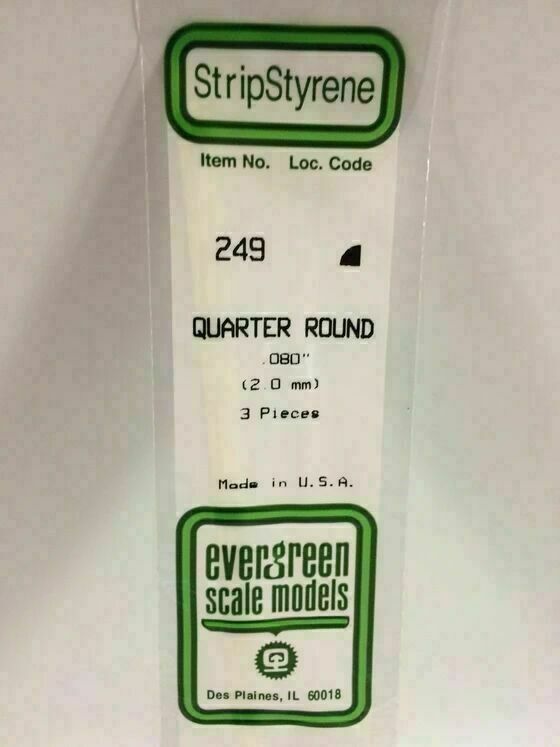 StripStyrene
Item No. Loc. Code
249
QUARTER ROUND
.080"
(2.0 mm)
3 Pieces
Made in U.S.A.
evergreen
scale models
Des Plaines, IL 60018